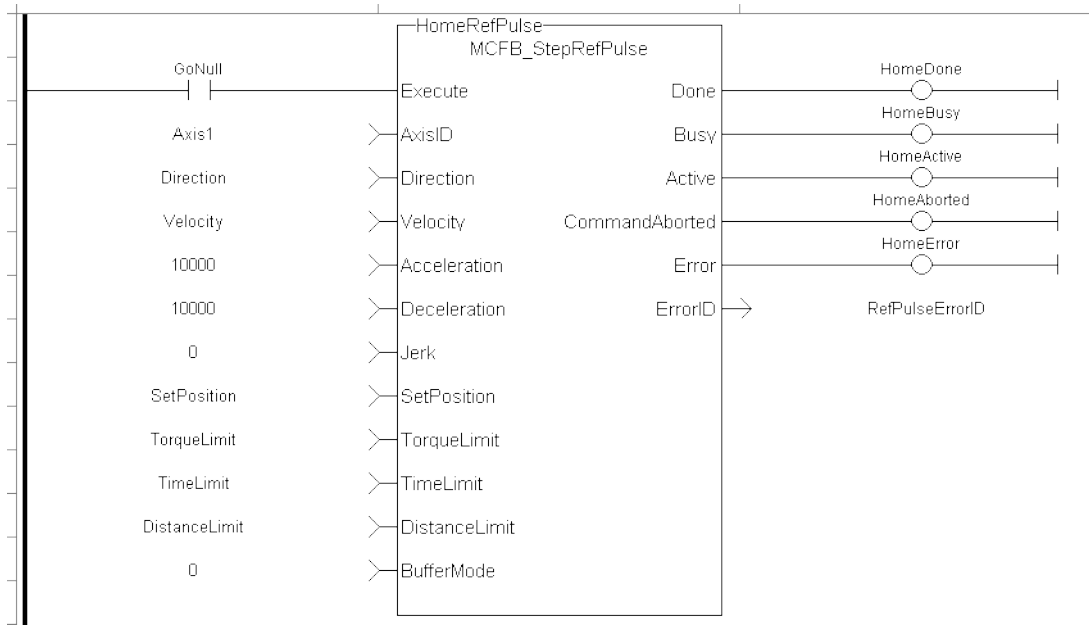 HomeRefPulse
MCFB_StepRefPulse
GoNull
Execute
Done
HomeDone
Axis1
AxisID
Busy
HomeBusy
Direction
Direction
Active
HomeActive
Velocity
Velocity
CommandAborted
HomeAborted
10000
Acceleration
Error
HomeError
10000
Deceleration
ErrorID
RefPulseErrorID
0
Jerk
SetPosition
SetPosition
TorqueLimit
TorqueLimit
TimeLimit
TimeLimit
DistanceLimit
DistanceLimit
0
BufferMode